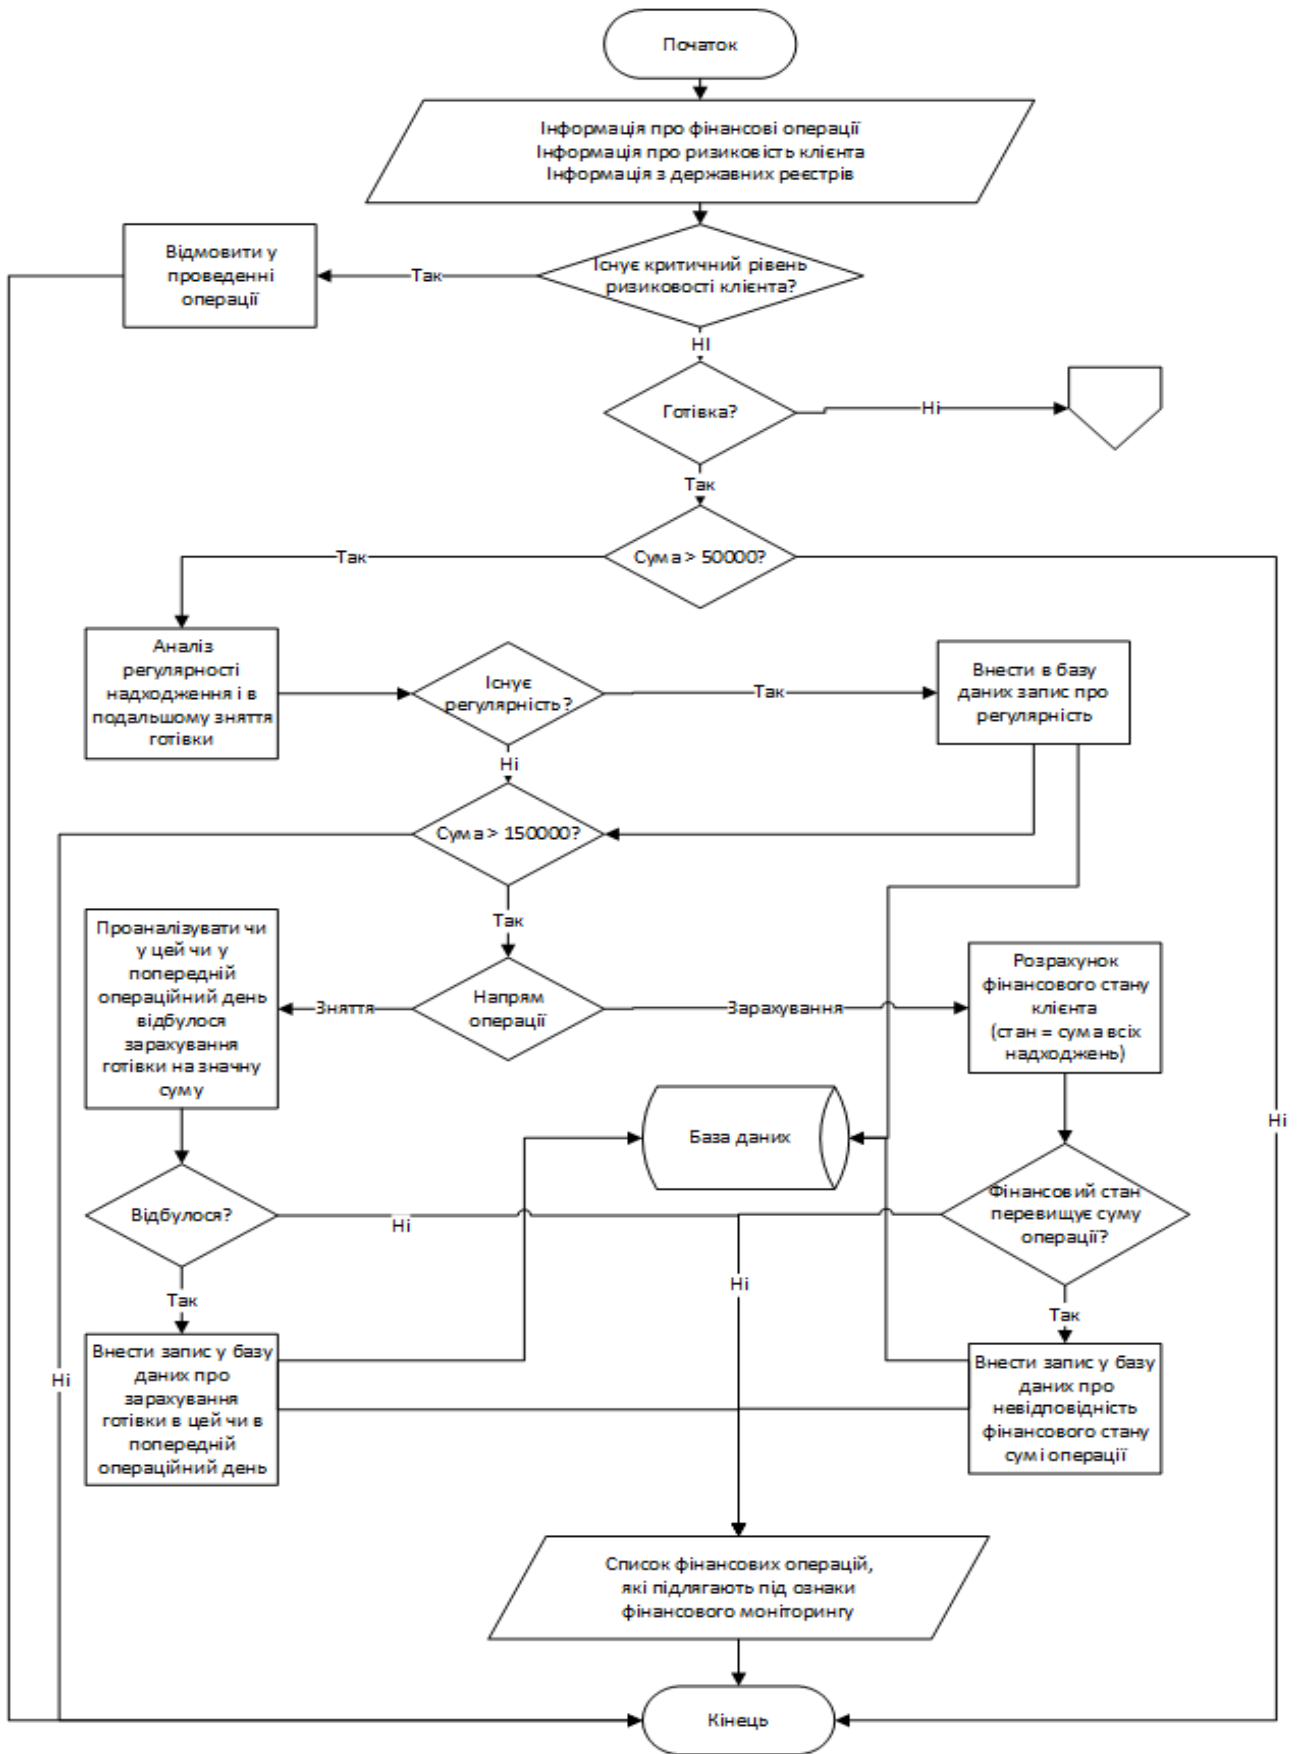 Початок
Інформація про фінансові операції
Інформація про ризиковість клієнта
Інформація з державних реєстрів
Відмовити у
проведенні
операції
Так
Існує критичний рівень
ризиковості клієнта?
НІ
Готівка?
Ні
Так
Сума > 50000?
Так
Аналіз
регулярності
надходження і в
подальшому зняття
готівки
Існує
регулярність?
Так
Внести в базу
даних запис про
регулярність
Ні
Сума > 150000?
Так
Проаналізувати чи
у цей чи у
попередній
операційний день
відбулося
зарахування
готівки на значну
суму
Зняття
Напрям
операції
Зарахування
Розрахунок
фінансового стану
клієнта
(стан = сума всіх
надходжень)
База даних
Ні
Відбулося?
Ні
Фінансовий стан
перевищує суму
операції?
Ні
Так
Так
Внести запис у базу
даних про
зарахування
готівки в цей чи в
попередній
операційний день
Внести запис у базу
даних про
невідповідність
фінансового стану
сумі операції
Ні
Список фінансових операцій,
які підлягають під ознаки
фінансового моніторингу
Кінець